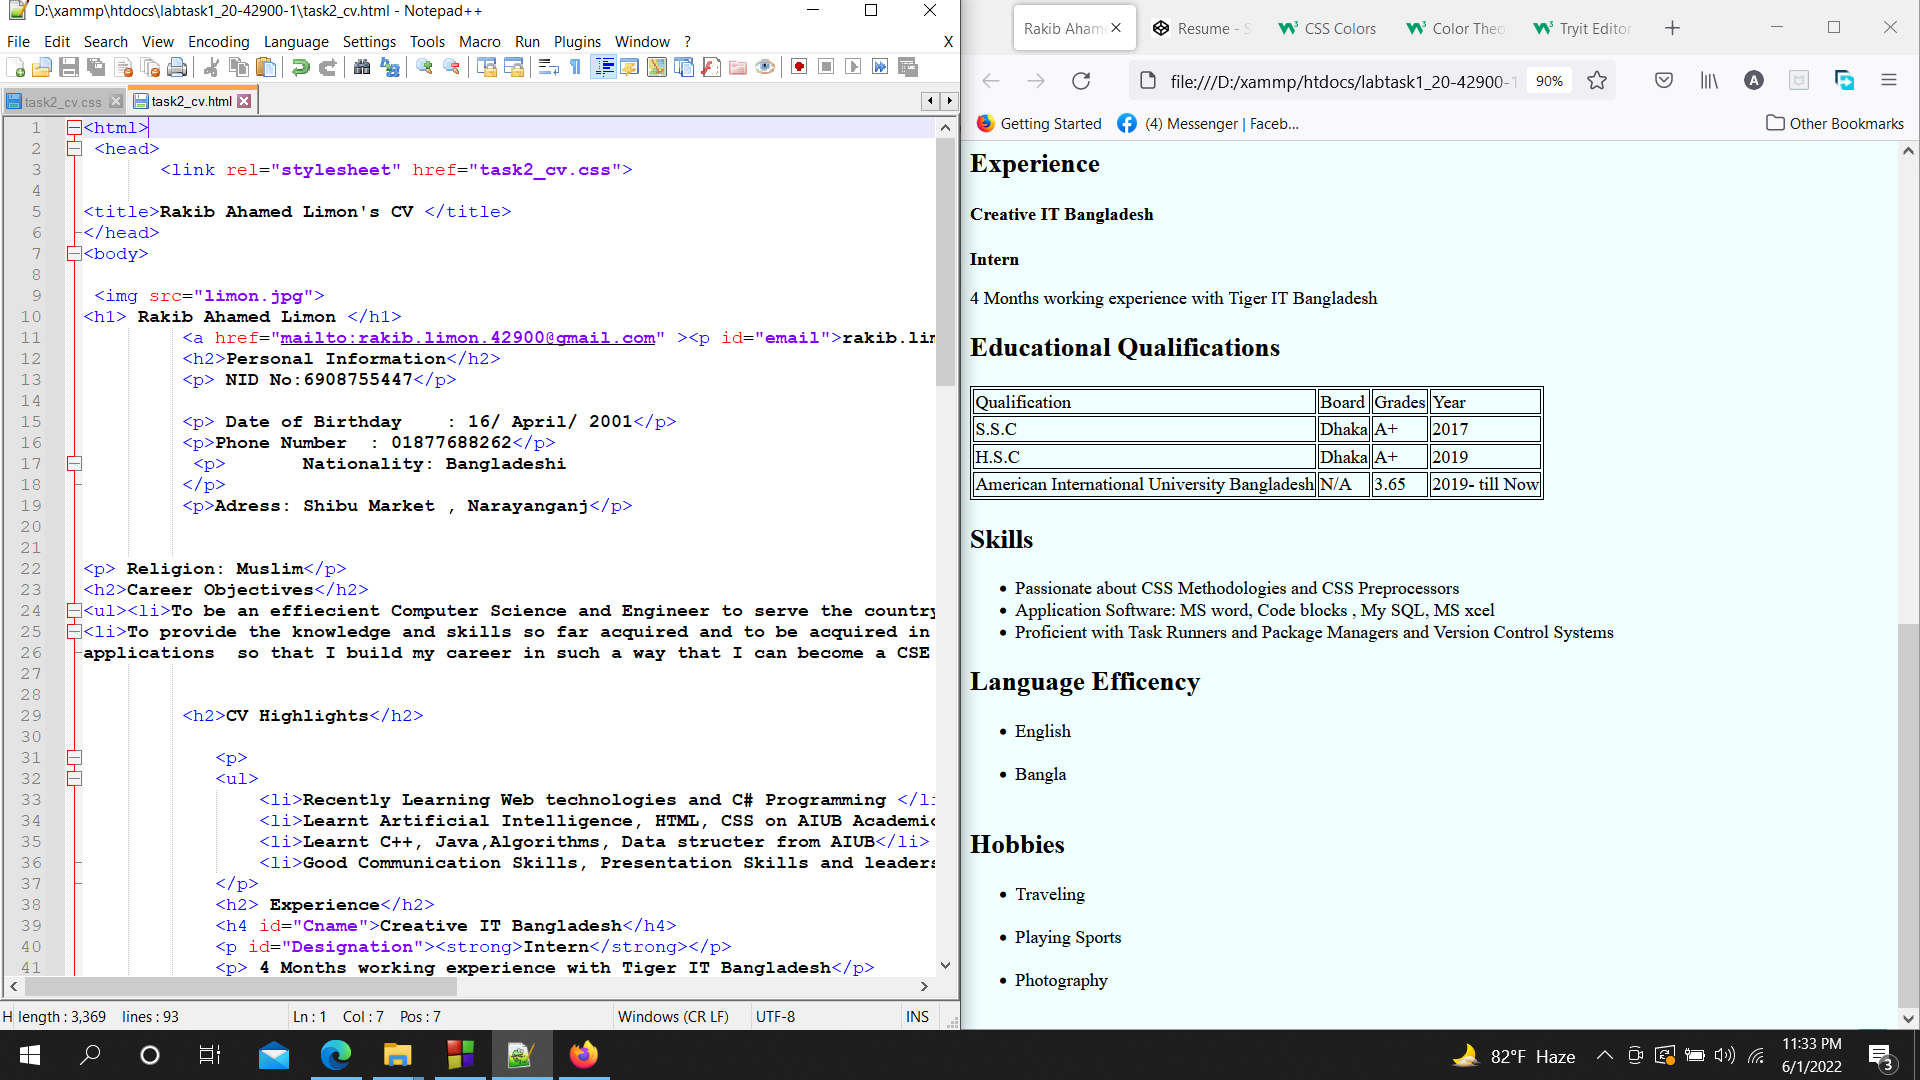 D:\xammp\htdocs\labtask1_20-42900-1\task2_cv.html - Notepad++
File Edit Search View Encoding Language Settings Tools Macro Run Plugins Window ? X
task2_cv.css task2_cv.html
1 <html>
2 <head>
3 <link rel="stylesheet" href="task2_cv.css">
4
5 <title>Rakib Ahamed Limon's CV </title>
6 </head>
7 <body>
8
9 <img src="limon.jpg">
10 <h1> Rakib Ahamed Limon </h1>
11 <a href="mailto:rakib.limon.42900@gmail.com" ><p id="email">rakib.lim
12 <h2>Personal Information</h2>
13 <p> NID No:6908755447</p>
14
15 <p> Date of Birthday : 16/ April/ 2001</p>
16 <p>Phone Number : 01877688262</p>
17 <p> Nationality: Bangladeshi
18 </p>
19 <p>Adress: Shibu Market , Narayanganj</p>
20
21
22 <p> Religion: Muslim</p>
23 <h2>Career Objectives</h2>
24 <ul><li>To be an effiecient Computer Science and Engineer to serve the country
25 <li>To provide the knowledge and skills so far acquired and to be acquired in
26 applications so that I build my career in such a way that I can become a CSE
27
28
29 <h2>CV Highlights</h2>
30
31 <p>
32 <ul>
33 <li>Recently Learning Web technologies and C# Programming </li
34 <li>Learnt Artificial Intelligence, HTML, CSS on AIUB Academic
35 <li>Learnt C++, Java,Algorithms, Data structer from AIUB</li>
36 <li>Good Communication Skills, Presentation Skills and leaders
37 </p>
38 <h2> Experience</h2>
39 <h4 id="Cname">Creative IT Bangladesh</h4>
40 <p id="Designation"><strong>Intern</strong></p>
41 <p> 4 Months working experience with Tiger IT Bangladesh</p>
H length : 3,369 lines : 93 Ln : 1 Col : 7 Pos : 7 Windows (CR LF) UTF-8 INS
Rakib Aham Resume - S CSS Colors Color Theo Tryit Editor
file:///D:/xammp/htdocs/labtask1_20-42900-1 90% A
Getting Started (4) Messenger | Faceb... Other Bookmarks
Experience
Creative IT Bangladesh
Intern
4 Months working experience with Tiger IT Bangladesh
Educational Qualifications
Qualification Board Grades Year
S.S.C Dhaka A+ 2017
H.S.C Dhaka A+ 2019
American International University Bangladesh N/A 3.65 2019- till Now
Skills
• Passionate about CSS Methodologies and CSS Preprocessors
• Application Software: MS word, Code blocks , My SQL, MS xcel
• Proficient with Task Runners and Package Managers and Version Control Systems
Language Efficency
• English
• Bangla
Hobbies
• Traveling
• Playing Sports
• Photography
82°F Haze 11:33 PM
6/1/2022
3